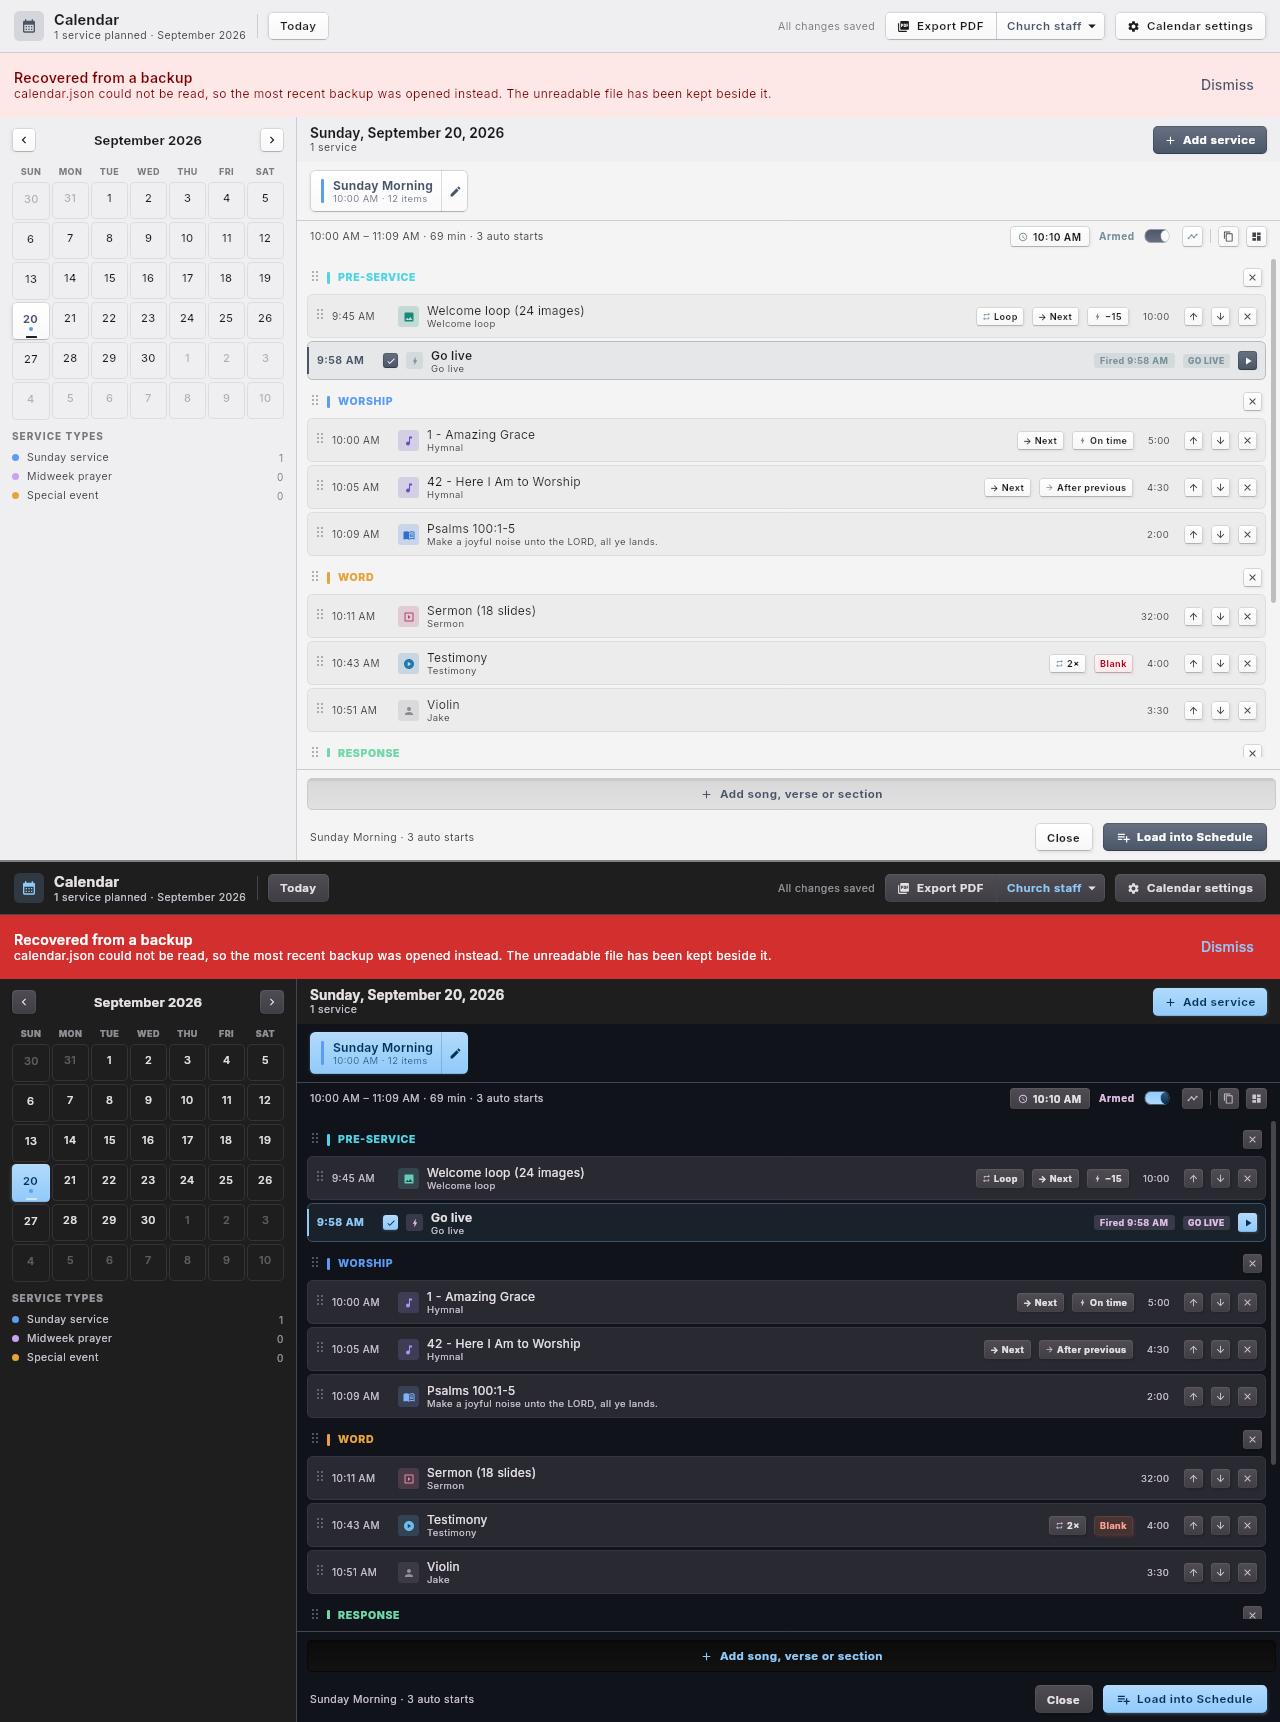 Calendar
1 service planned · September 2026
Today
All changes saved
Export PDF
Church staff
Calendar settings
Recovered from a backup
calendar.json could not be read, so the most recent backup was opened instead. The unreadable file has been kept beside it.
Dismiss
September 2026
SUN MON TUE WED THU FRI SAT
30 31 1 2 3 4 5
6 7 8 9 10 11 12
13 14 15 16 17 18 19
20 21 22 23 24 25 26
27 28 29 30 1 2 3
4 5 6 7 8 9 10
SERVICE TYPES
Sunday service 1
Midweek prayer 0
Special event 0
Sunday, September 20, 2026
1 service
Add service
Sunday Morning
10:00 AM · 12 items
10:00 AM – 11:09 AM · 69 min · 3 auto starts
10:10 AM
Armed
PRE-SERVICE
9:45 AM Welcome loop (24 images) Loop → Next −15 10:00
Welcome loop
9:58 AM Go live Fired 9:58 AM GO LIVE
Go live
WORSHIP
10:00 AM 1 - Amazing Grace → Next On time 5:00
Hymnal
10:05 AM 42 - Here I Am to Worship → Next → After previous 4:30
Hymnal
10:09 AM Psalms 100:1-5 2:00
Make a joyful noise unto the LORD, all ye lands.
WORD
10:11 AM Sermon (18 slides) 32:00
Sermon
10:43 AM Testimony 2× Blank 4:00
Testimony
10:51 AM Violin 3:30
Jake
RESPONSE
Add song, verse or section
Sunday Morning · 3 auto starts
Close
Load into Schedule
Calendar
1 service planned · September 2026
Today
All changes saved
Export PDF
Church staff
Calendar settings
Recovered from a backup
calendar.json could not be read, so the most recent backup was opened instead. The unreadable file has been kept beside it.
Dismiss
September 2026
SUN MON TUE WED THU FRI SAT
30 31 1 2 3 4 5
6 7 8 9 10 11 12
13 14 15 16 17 18 19
20 21 22 23 24 25 26
27 28 29 30 1 2 3
4 5 6 7 8 9 10
SERVICE TYPES
Sunday service 1
Midweek prayer 0
Special event 0
Sunday, September 20, 2026
1 service
Add service
Sunday Morning
10:00 AM · 12 items
10:00 AM – 11:09 AM · 69 min · 3 auto starts
10:10 AM
Armed
PRE-SERVICE
9:45 AM Welcome loop (24 images) Loop → Next −15 10:00
Welcome loop
9:58 AM Go live Fired 9:58 AM GO LIVE
Go live
WORSHIP
10:00 AM 1 - Amazing Grace → Next On time 5:00
Hymnal
10:05 AM 42 - Here I Am to Worship → Next → After previous 4:30
Hymnal
10:09 AM Psalms 100:1-5 2:00
Make a joyful noise unto the LORD, all ye lands.
WORD
10:11 AM Sermon (18 slides) 32:00
Sermon
10:43 AM Testimony 2× Blank 4:00
Testimony
10:51 AM Violin 3:30
Jake
RESPONSE
Add song, verse or section
Sunday Morning · 3 auto starts
Close
Load into Schedule